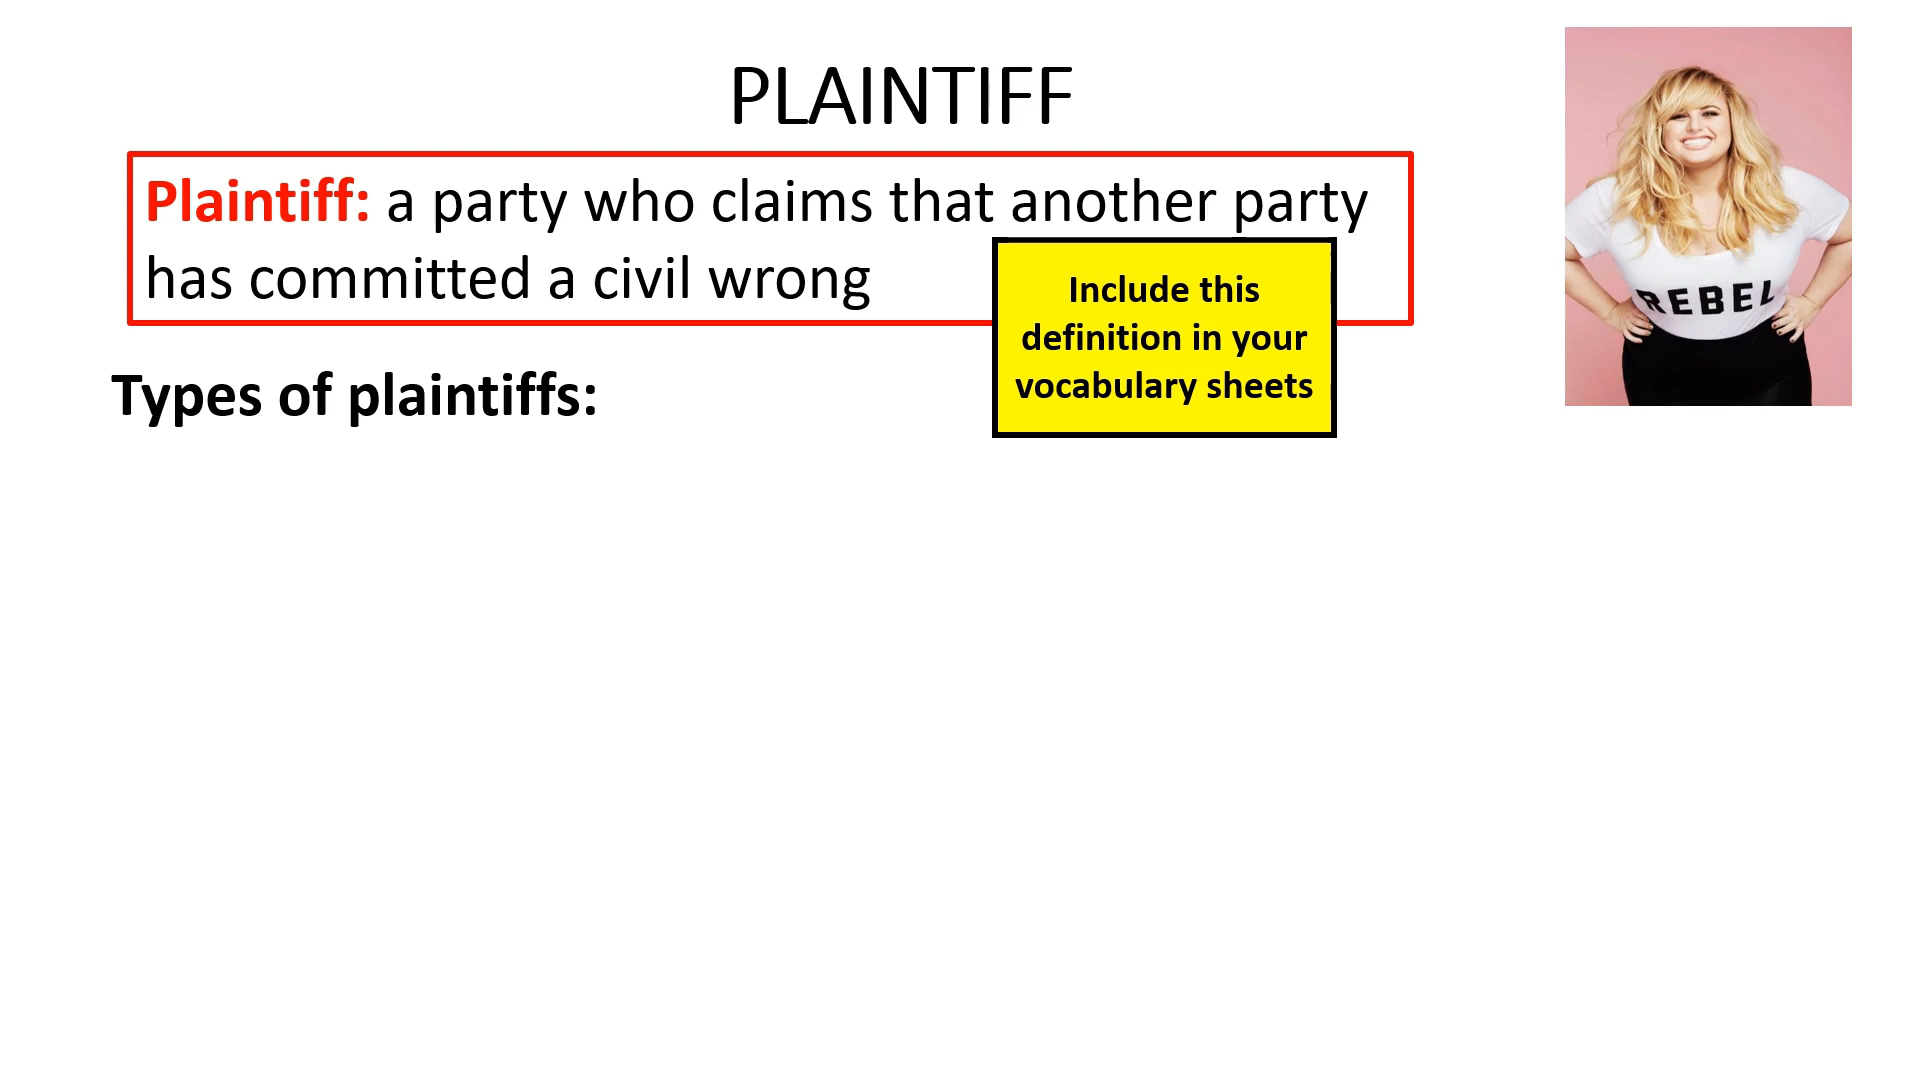 PLAINTIFF
Plaintiff: a party who claims that another party
has committed a civil wrong
Include this
definition in your
vocabulary sheets
Types of plaintiffs:
REBEL